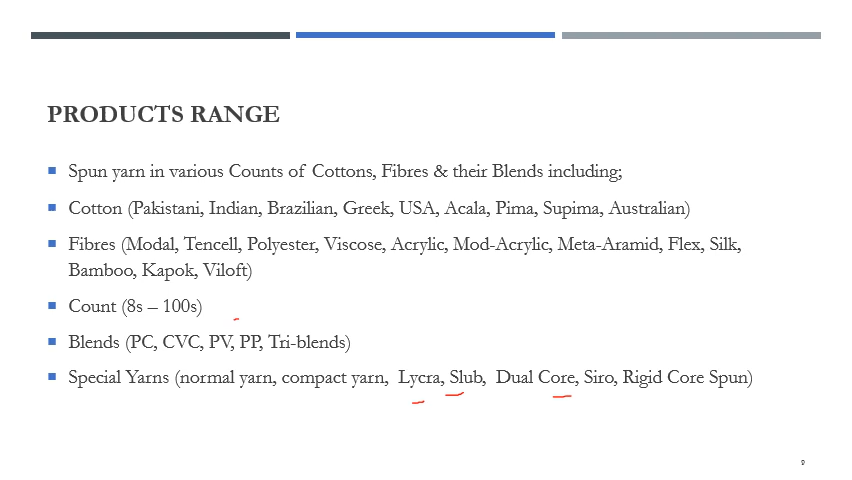 PRODUCTS RANGE
Spun yarn in various Counts of Cottons, Fibres & their Blends including;
Cotton (Pakistani, Indian, Brazilian, Greek, USA, Acala, Pima, Supima, Australian)
Fibres (Modal, Tencell, Polyester, Viscose, Acrylic, Mod-Acrylic, Meta-Aramid, Flex, Silk,
Bamboo, Kapok, Viloft)
Count (8s – 100s)
Blends (PC, CVC, PV, PP, Tri-blends)
Special Yarns (normal yarn, compact yarn, Lycra, Slub, Dual Core, Siro, Rigid Core Spun)
9